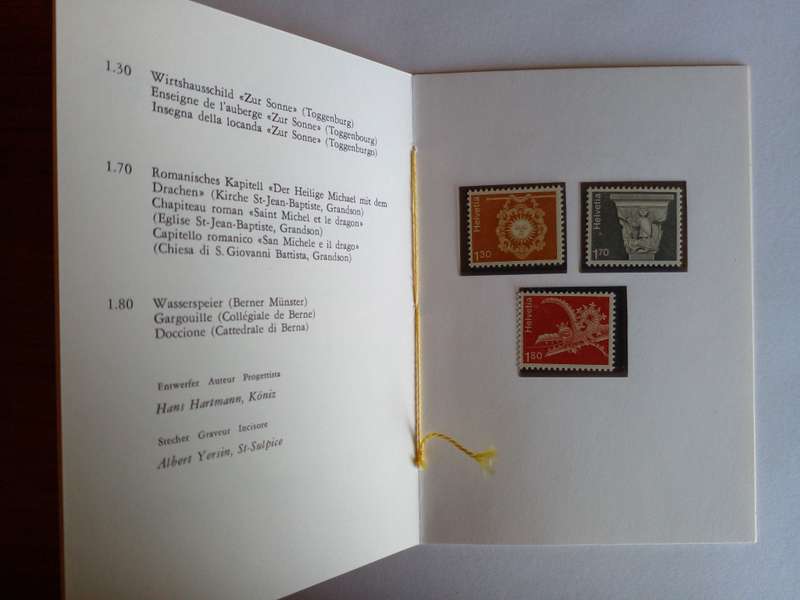 1.30 Wirtshausschild «Zur Sonne» (Toggenburg)
Enseigne de l'auberge «Zur Sonne» (Toggenbourg)
Insegna della locanda «Zur Sonne» (Toggenburgo)
1.70 Romanisches Kapitell «Der Heilige Michael mit dem
Drachen» (Kirche St-Jean-Baptiste, Grandson)
Chapiteau roman «Saint Michel et le dragon»
(Eglise St-Jean-Baptiste, Grandson)
Capitello romanico «San Michele e il drago»
(Chiesa di S. Giovanni Battista, Grandson)
1.80 Wasserspeier (Berner Münster)
Gargouille (Collégiale de Berne)
Doccione (Cattedrale di Berna)
Entwerfer Auteur Progettista
Hans Hartmann, Köniz
Stecher Graveur Incisore
Albert Yersin, St-Sulpice
Helvetia
1.30
Helvetia
1.70
Helvetia
1.80